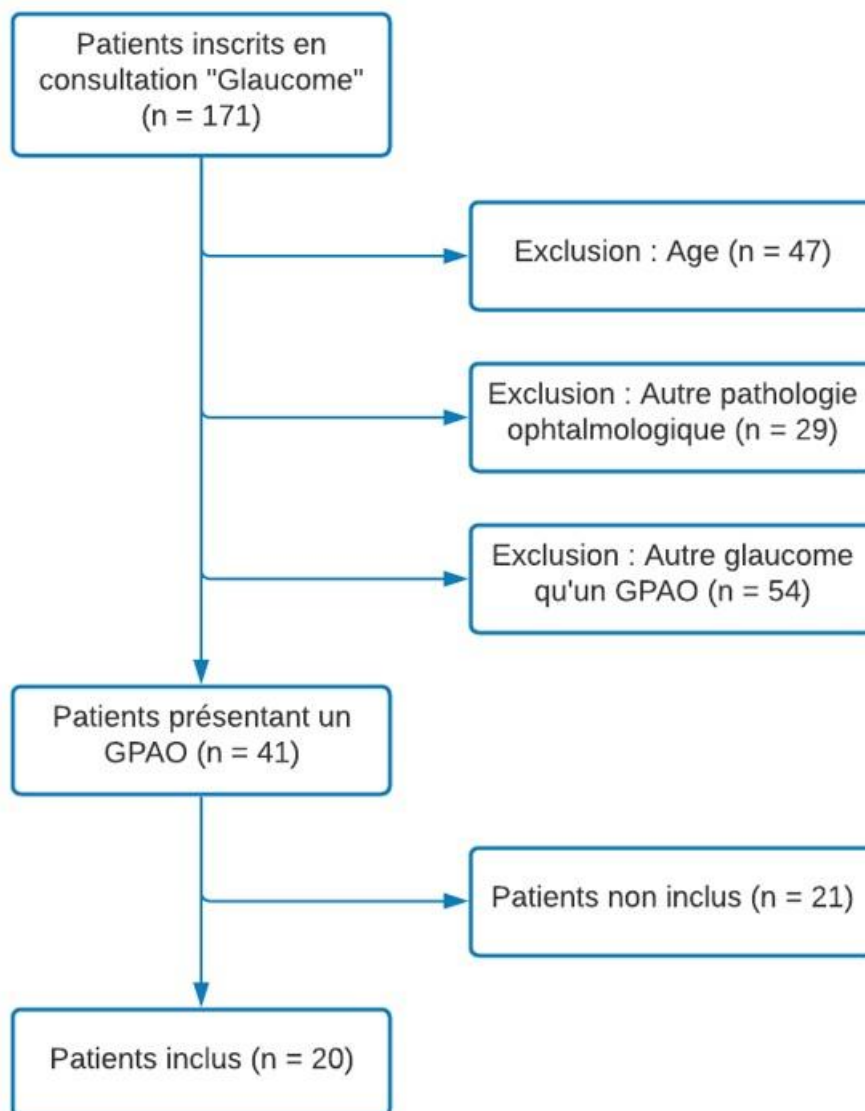 Patients inscrits en
consultation "Glaucome"
(n = 171)
Exclusion : Age (n = 47)
Exclusion : Autre pathologie
ophtalmologique (n = 29)
Exclusion : Autre glaucome
qu'un GPAO (n = 54)
Patients présentant un
GPAO (n = 41)
Patients non inclus (n = 21)
Patients inclus (n = 20)